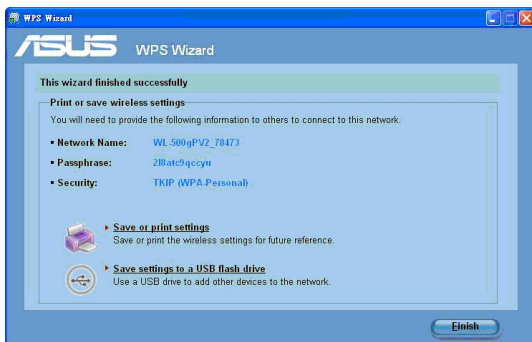 WPS Wizard
ASUS WPS Wizard
This wizard finished successfully
Print or save wireless settings
You will need to provide the following information to others to connect to this network.
▪ Network Name: WL-500gPV2_78473
▪ Passphrase: 2l8atc9qccyu
▪ Security: TKIP (WPA-Personal)
Save or print settings
Save or print the wireless settings for future reference.
Save settings to a USB flash drive
Use a USB drive to add other devices to the network.
Finish